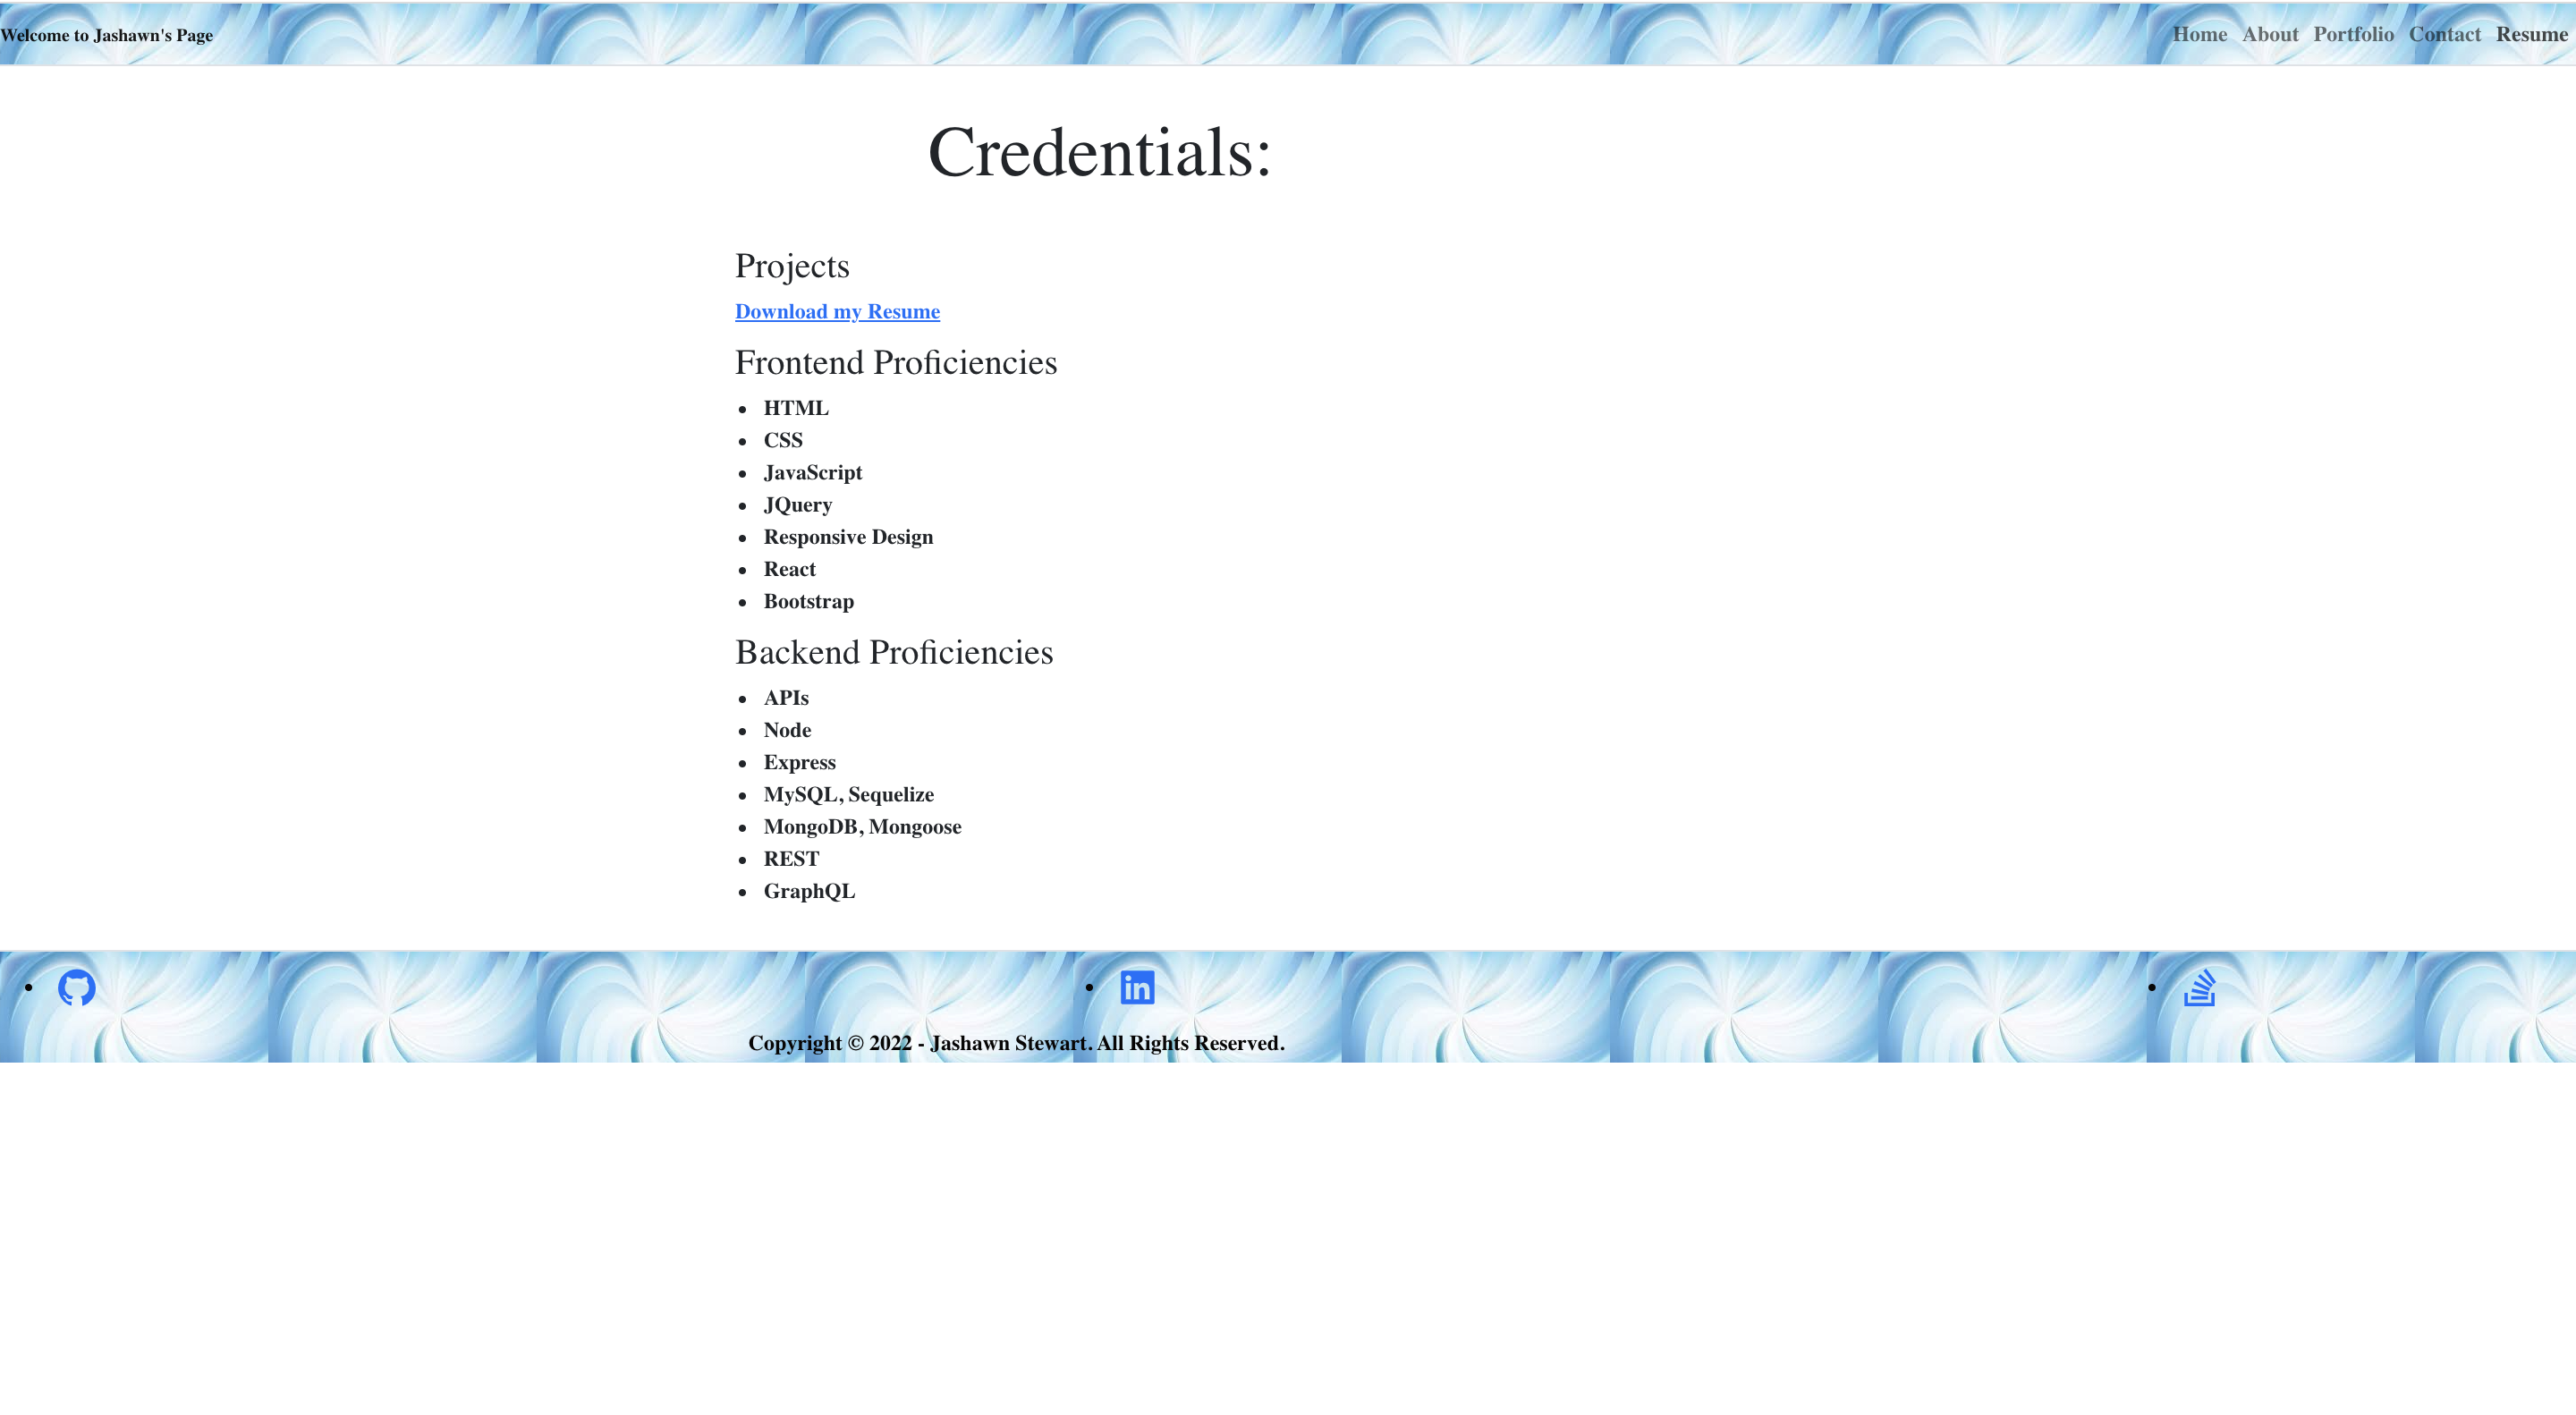 Welcome to Jashawn's Page
Home About Portfolio Contact Resume
Credentials:
Projects
Download my Resume
Frontend Proficiencies
HTML
CSS
JavaScript
JQuery
Responsive Design
React
Bootstrap
Backend Proficiencies
APIs
Node
Express
MySQL, Sequelize
MongoDB, Mongoose
REST
GraphQL
in
Copyright © 2022 - Jashawn Stewart. All Rights Reserved.